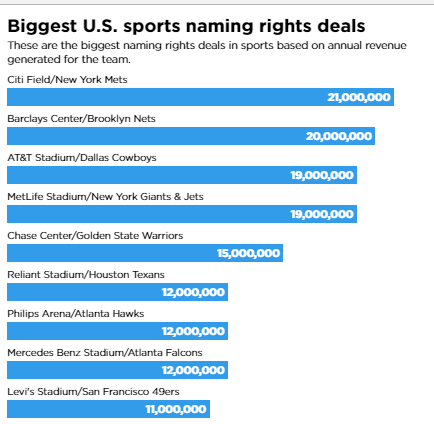 Biggest U.S. sports naming rights deals
These are the biggest naming rights deals in sports based on annual revenue
generated for the team.
Citi Field/New York Mets
21,000,000
Barclays Center/Brooklyn Nets
20,000,000
AT&T Stadium/Dallas Cowboys
19,000,000
MetLife Stadium/New York Giants & Jets
19,000,000
Chase Center/Golden State Warriors
15,000,000
Reliant Stadium/Houston Texans
12,000,000
Philips Arena/Atlanta Hawks
12,000,000
Mercedes Benz Stadium/Atlanta Falcons
12,000,000
Levi's Stadium/San Francisco 49ers
11,000,000